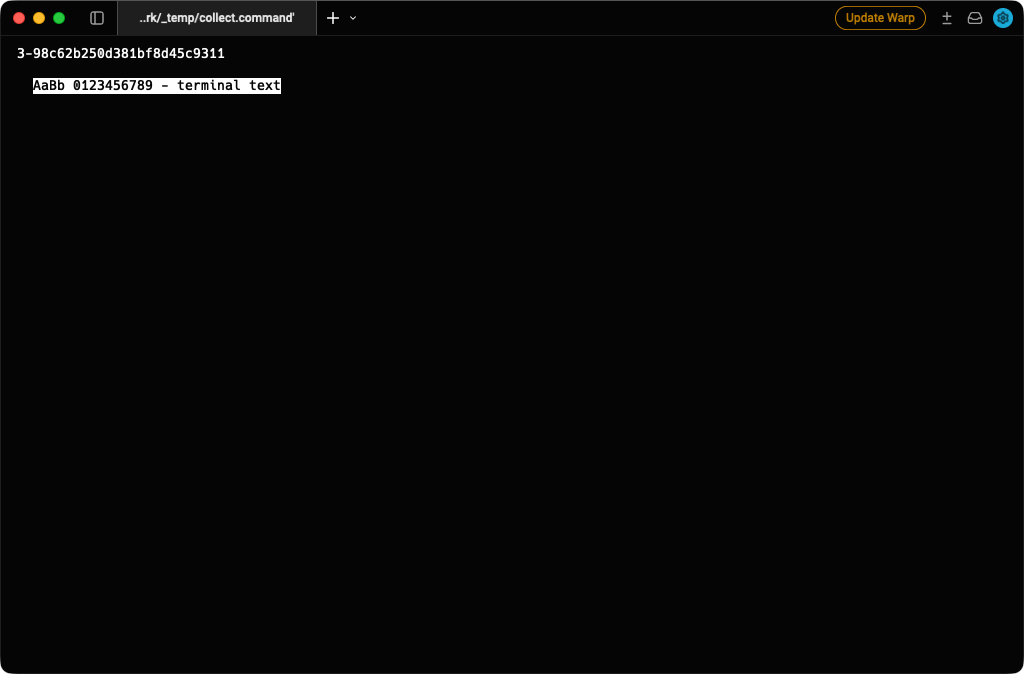 ..rk/_temp/collect.command'
Update Warp
3-98c62b250d381bf8d45c9311
AaBb 0123456789 - terminal text